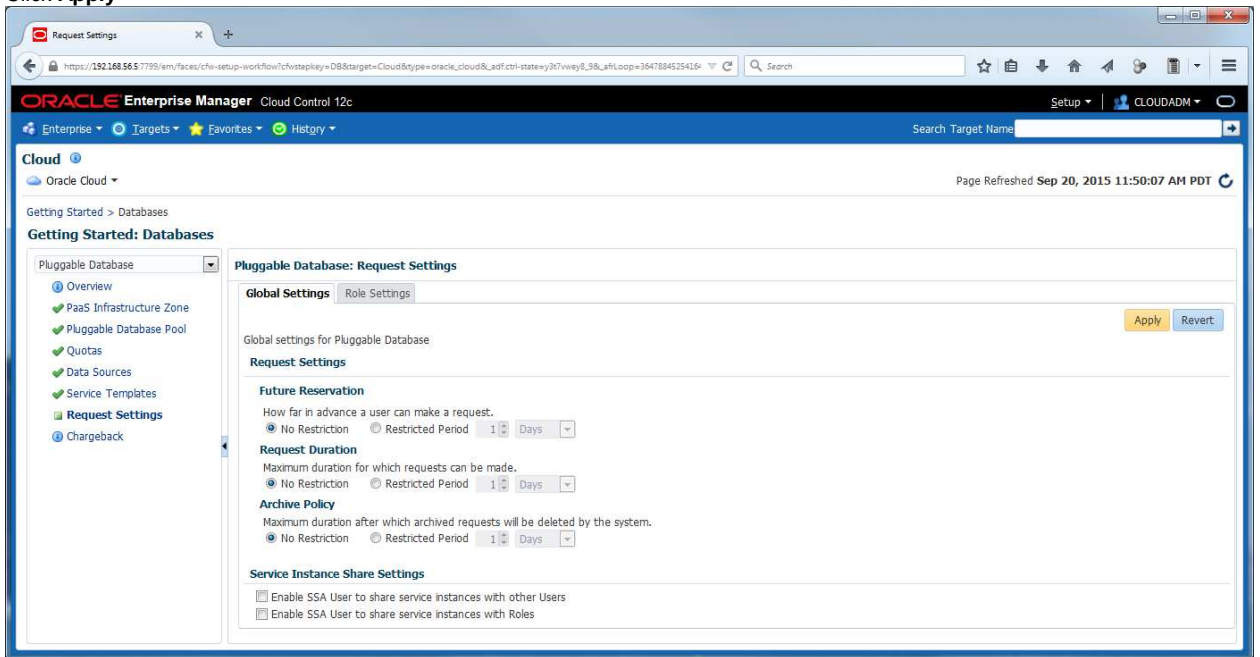 Click Apply
Request Settings
https://192.168.56.5:7799/em/faces/cfw-setup-workflow?cfwstepkey=DB&target=Cloud&type=oracle_cloud&_adf.ctrl-state=y3t7vwey8_9&_afrLoop=3647884525416
Search
ORACLE Enterprise Manager Cloud Control 12c
Setup
CLOUDADM
Enterprise Targets Favorites History
Search Target Name
Cloud
Oracle Cloud
Page Refreshed Sep 20, 2015 11:50:07 AM PDT
Getting Started > Databases
Getting Started: Databases
Pluggable Database
Overview
PaaS Infrastructure Zone
Pluggable Database Pool
Quotas
Data Sources
Service Templates
Request Settings
Chargeback
Pluggable Database: Request Settings
Global Settings Role Settings
Apply Revert
Global settings for Pluggable Database
Request Settings
Future Reservation
How far in advance a user can make a request.
No Restriction Restricted Period 1 Days
Request Duration
Maximum duration for which requests can be made.
No Restriction Restricted Period 1 Days
Archive Policy
Maximum duration after which archived requests will be deleted by the system.
No Restriction Restricted Period 1 Days
Service Instance Share Settings
Enable SSA User to share service instances with other Users
Enable SSA User to share service instances with Roles